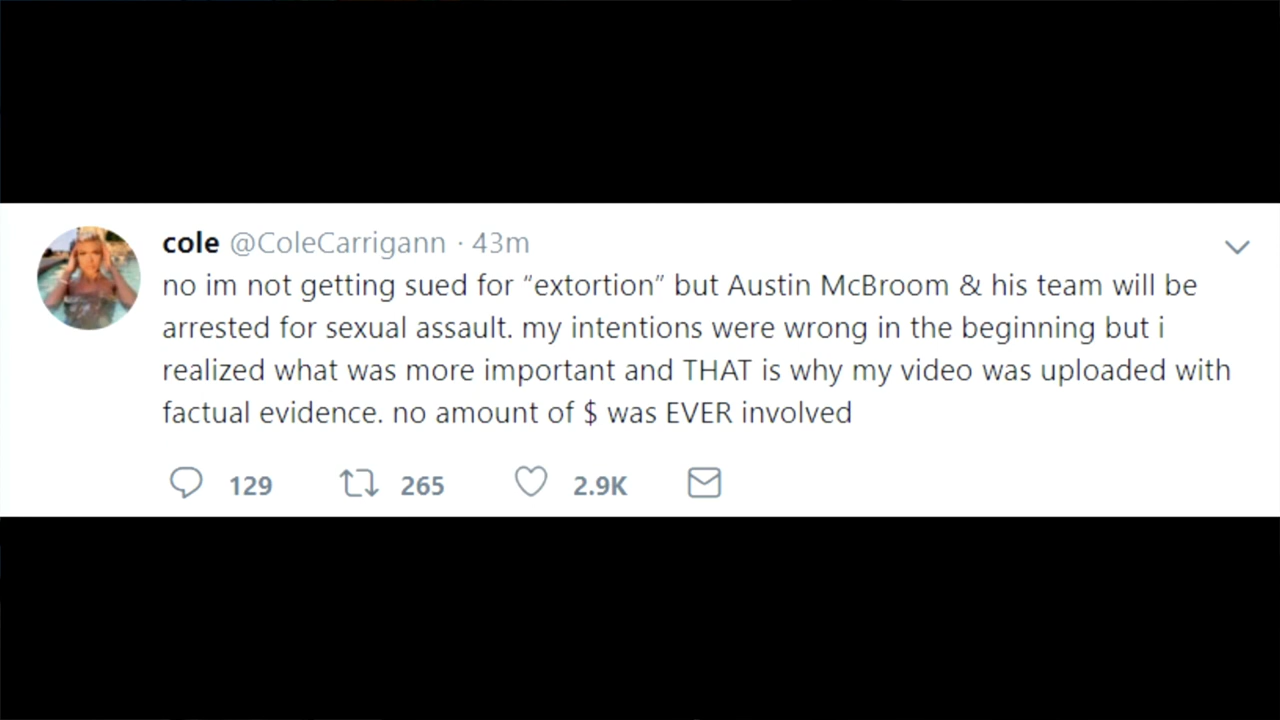 cole @ColeCarrigann · 43m
no im not getting sued for “extortion” but Austin McBroom & his team will be
arrested for sexual assault. my intentions were wrong in the beginning but i
realized what was more important and THAT is why my video was uploaded with
factual evidence. no amount of $ was EVER involved
129 265 2.9K